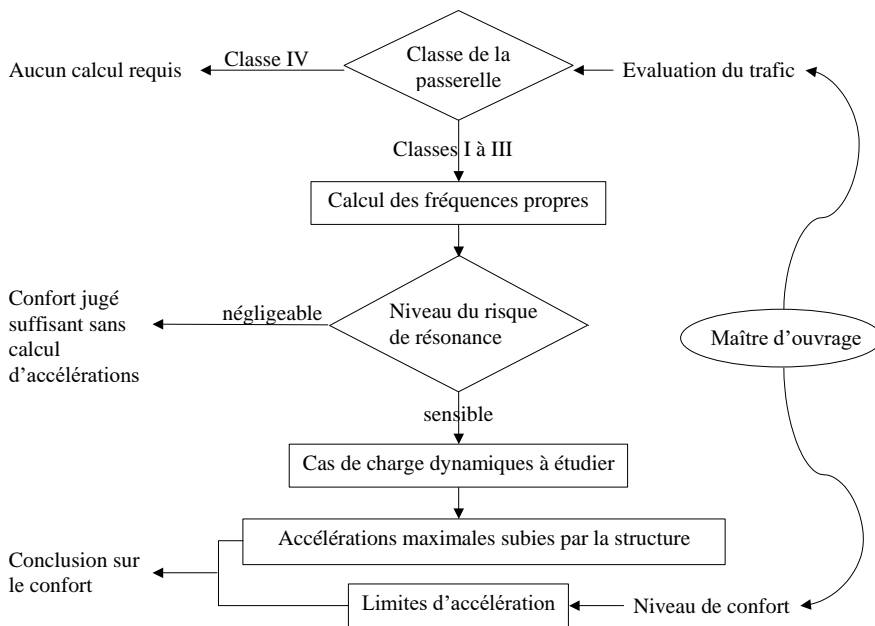 Classe de la
passerelle
Classe IV
Aucun calcul requis
Evaluation du trafic
Classes I à III
Calcul des fréquences propres
Confort jugé
suffisant sans
calcul
d’accélérations
négligeable
Niveau du risque
de résonance
Maître d’ouvrage
sensible
Cas de charge dynamiques à étudier
Accélérations maximales subies par la structure
Conclusion sur
le confort
Limites d’accélération
Niveau de confort